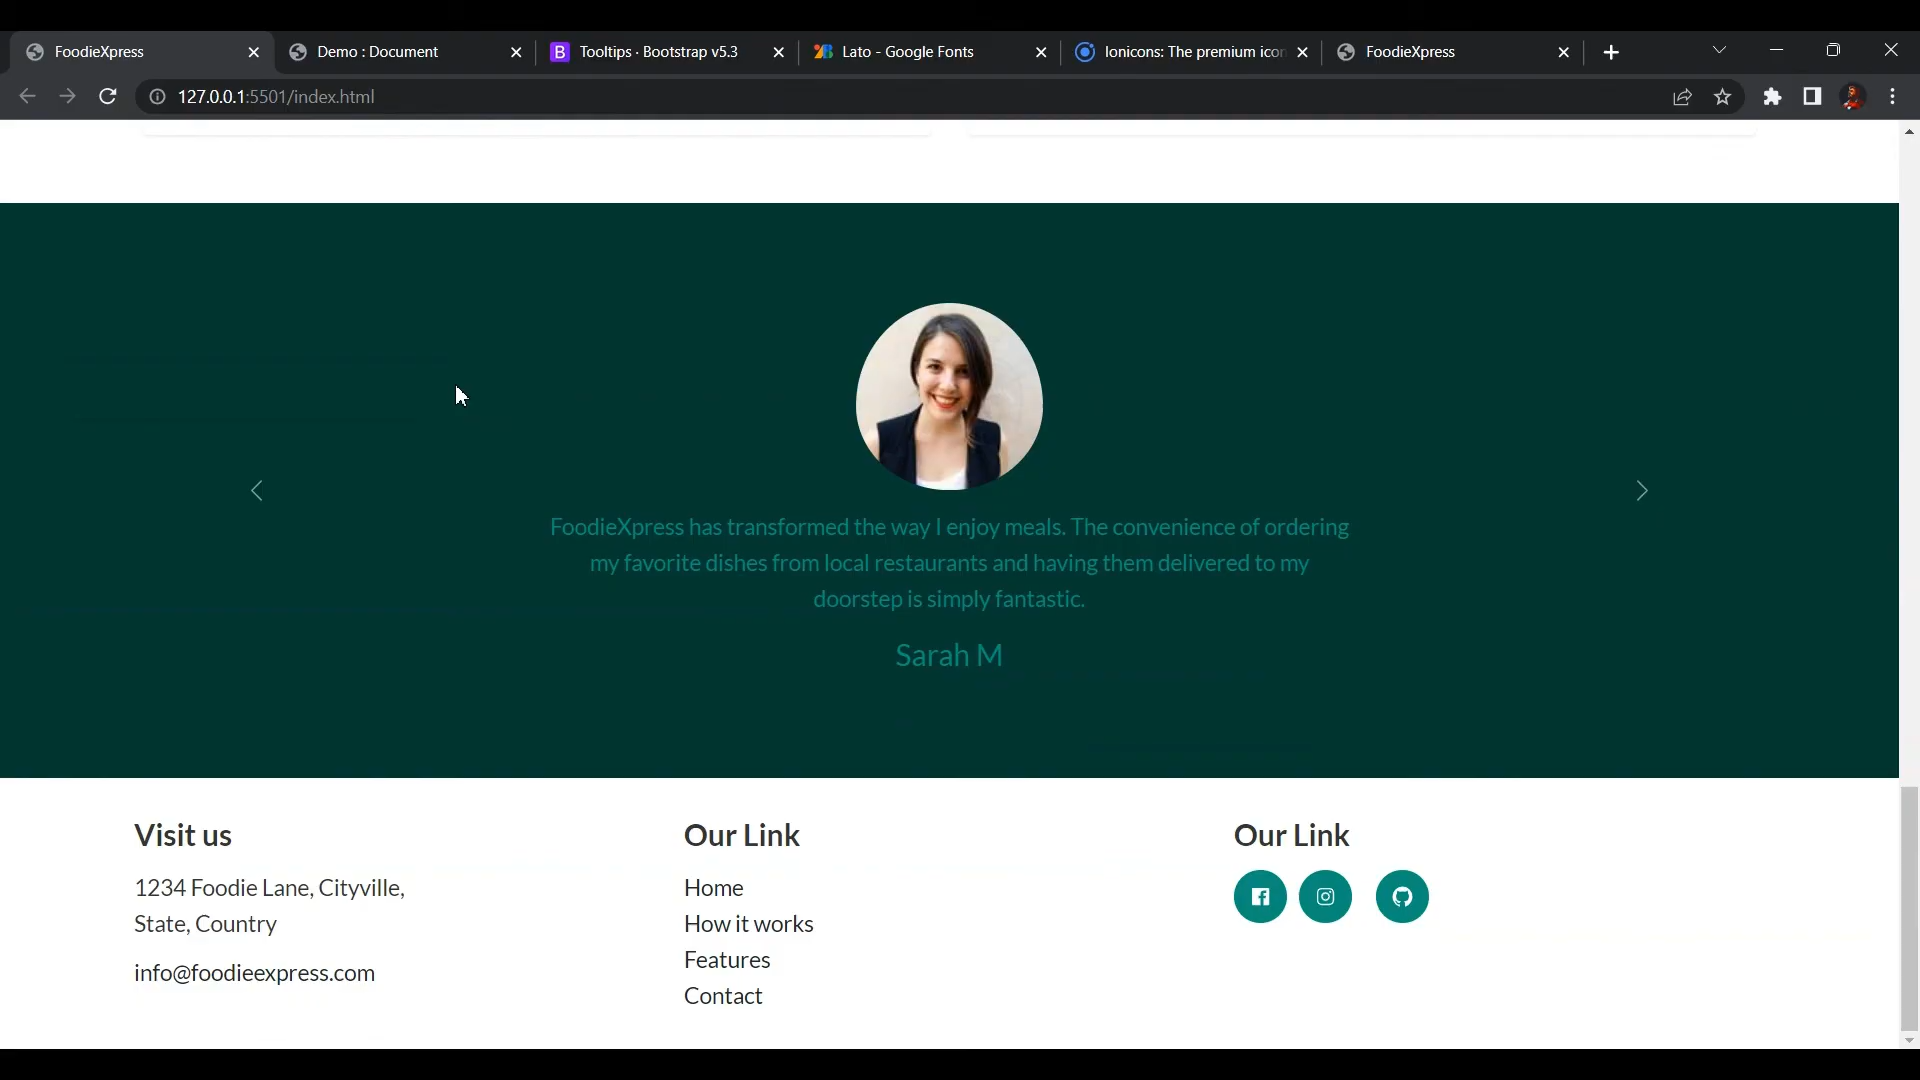 FoodieXpress
Demo : Document
Tooltips · Bootstrap v5.3
Lato - Google Fonts
Ionicons: The premium icon
FoodieXpress
127.0.0.1:5501/index.html
FoodieXpress has transformed the way I enjoy meals. The convenience of ordering
my favorite dishes from local restaurants and having them delivered to my
doorstep is simply fantastic.
Sarah M
Visit us
1234 Foodie Lane, Cityville,
State, Country
info@foodieexpress.com
Our Link
Home
How it works
Features
Contact
Our Link